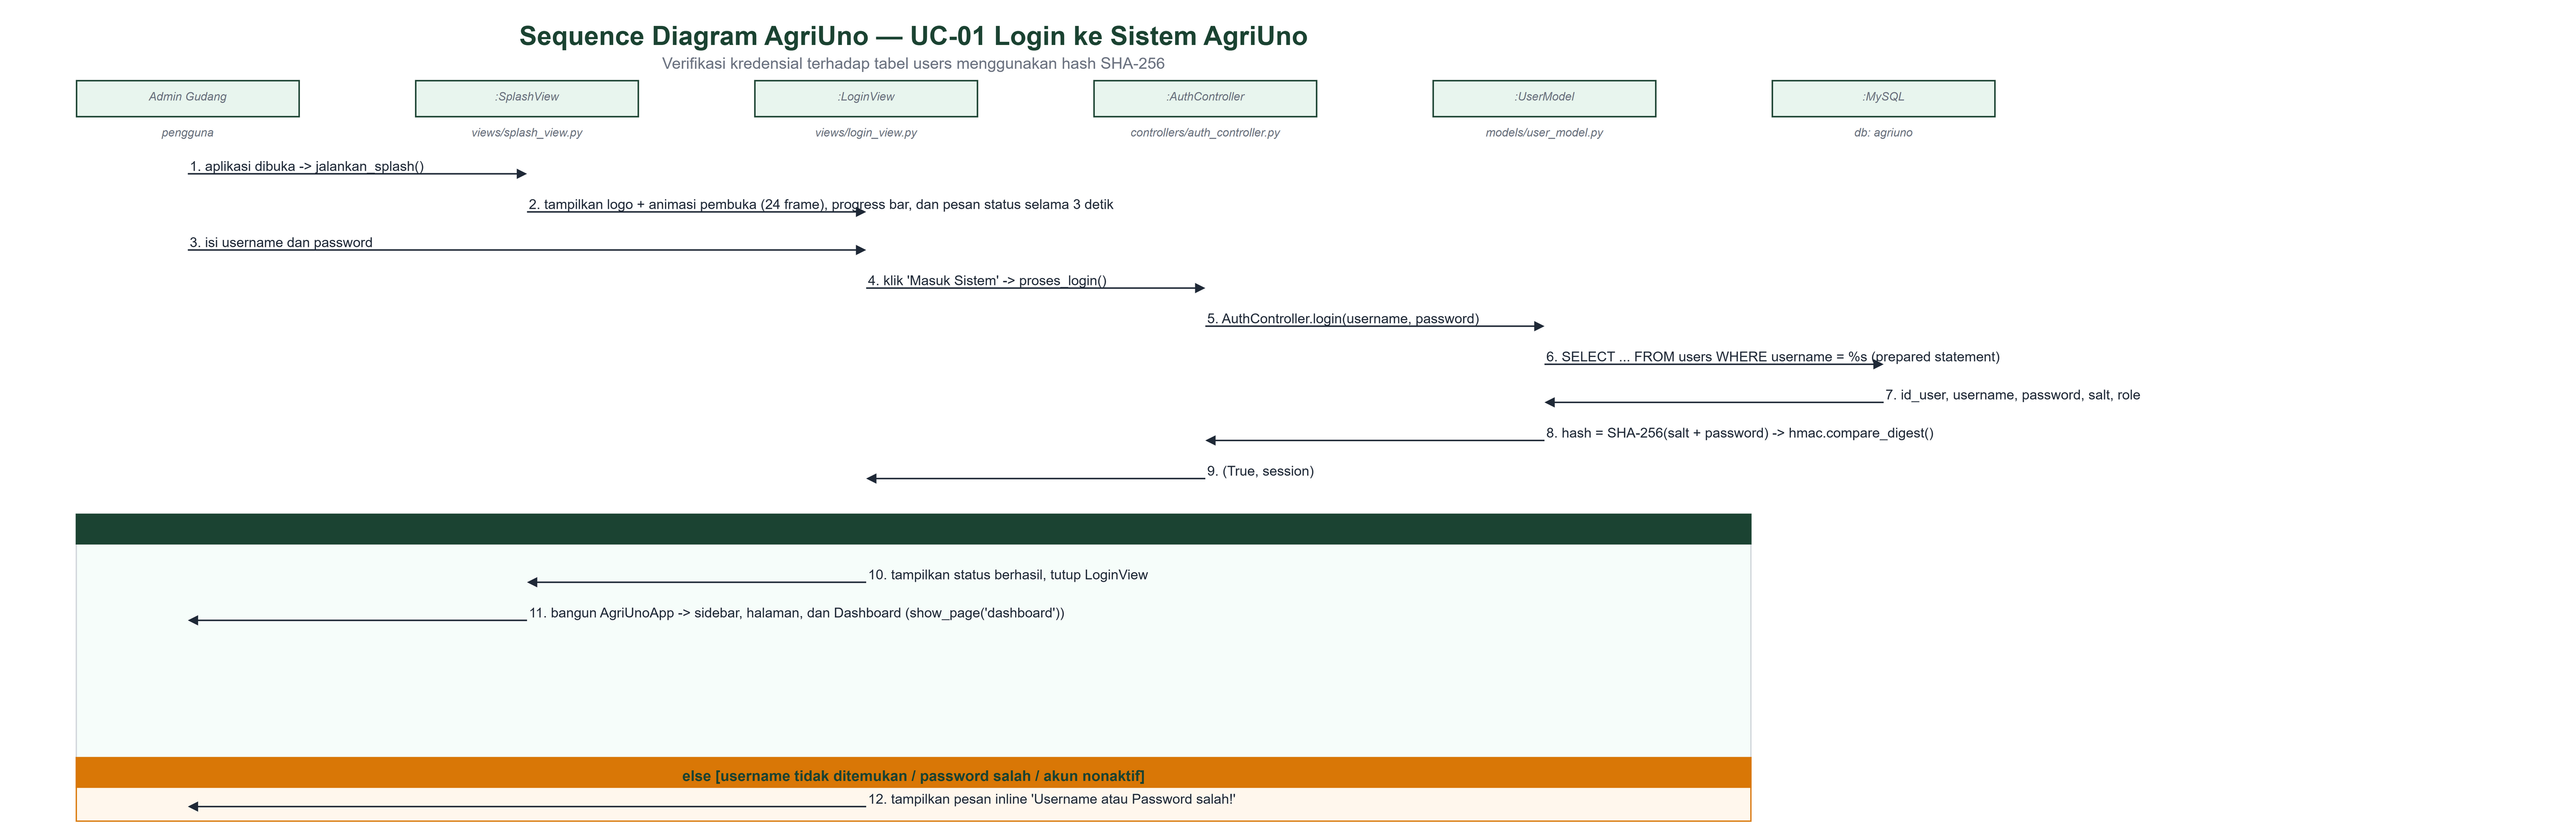 Sequence Diagram AgriUno — UC-01 Login ke Sistem AgriUno
Verifikasi kredensial terhadap tabel users menggunakan hash SHA-256
Admin Gudang
:SplashView
:LoginView
:AuthController
:UserModel
:MySQL
pengguna
views/splash_view.py
views/login_view.py
controllers/auth_controller.py
models/user_model.py
db: agriuno
1. aplikasi dibuka -> jalankan_splash()
2. tampilkan logo + animasi pembuka (24 frame), progress bar, dan pesan status selama 3 detik
3. isi username dan password
4. klik 'Masuk Sistem' -> proses_login()
5. AuthController.login(username, password)
6. SELECT ... FROM users WHERE username = %s (prepared statement)
7. id_user, username, password, salt, role
8. hash = SHA-256(salt + password) -> hmac.compare_digest()
9. (True, session)
10. tampilkan status berhasil, tutup LoginView
11. bangun AgriUnoApp -> sidebar, halaman, dan Dashboard (show_page('dashboard'))
else [username tidak ditemukan / password salah / akun nonaktif]
12. tampilkan pesan inline 'Username atau Password salah!'